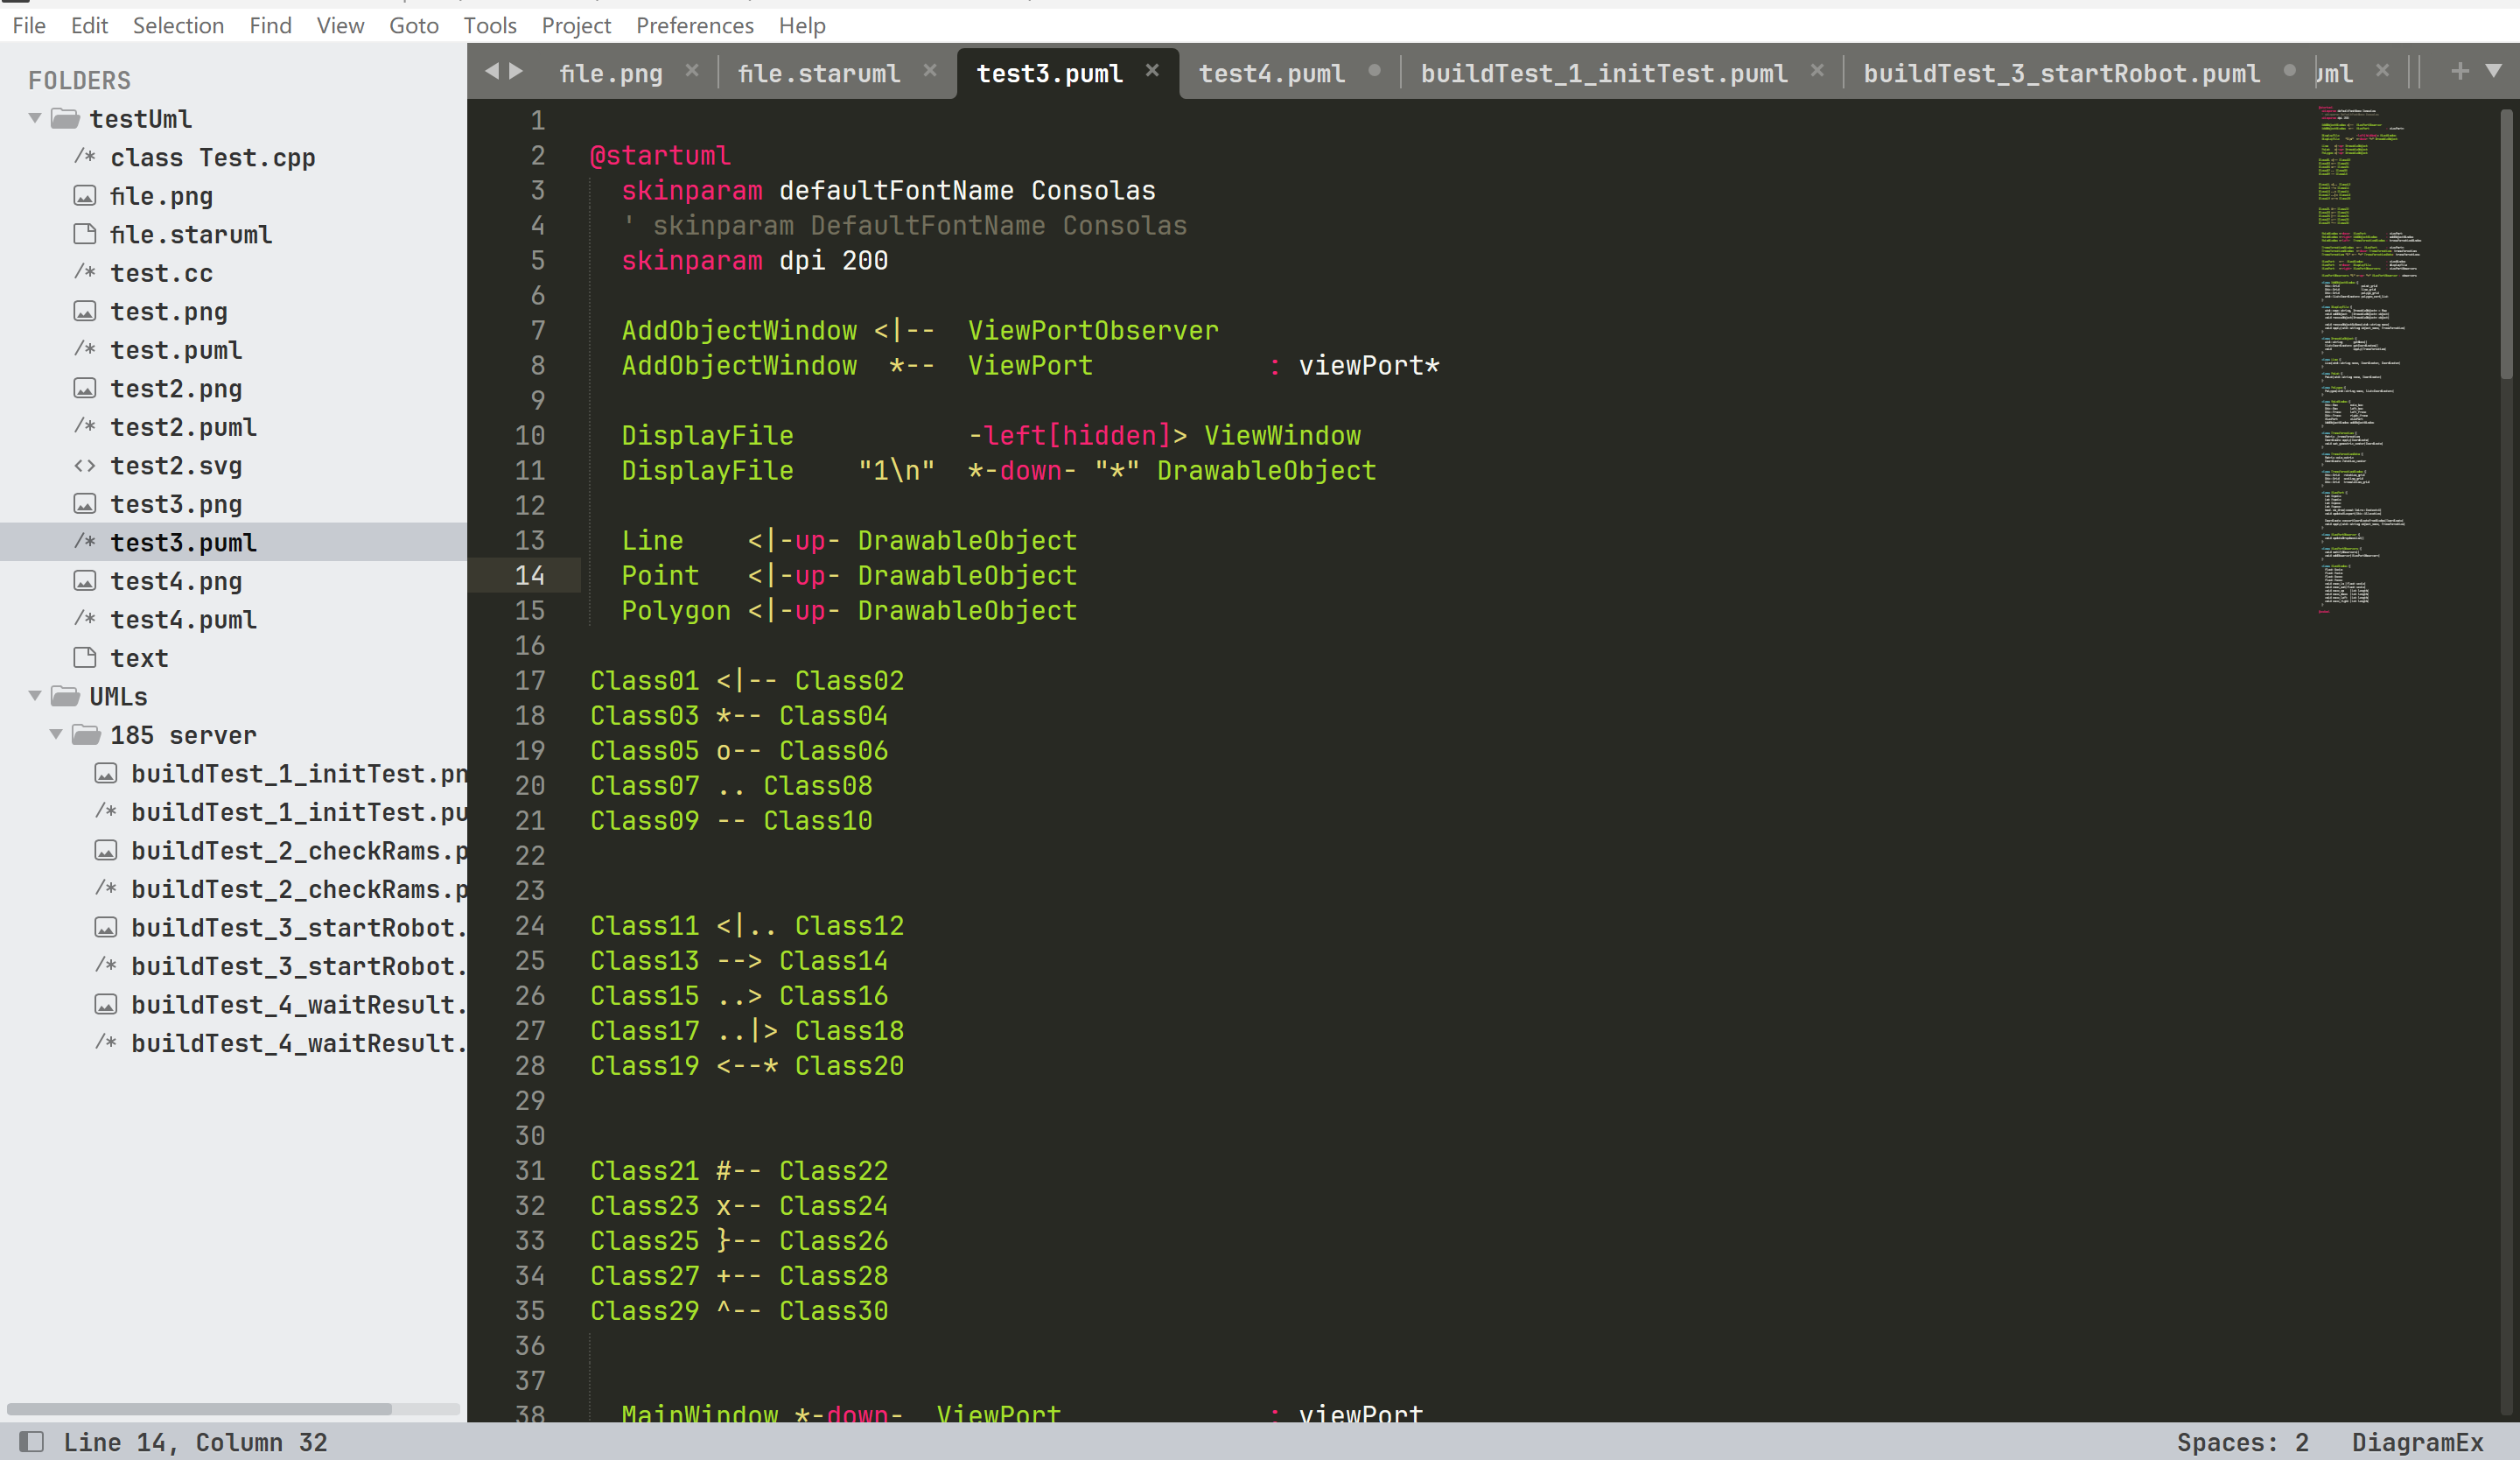 File Edit Selection Find View Goto Tools Project Preferences Help
FOLDERS
testUml
/* class Test.cpp
file.png
file.staruml
/* test.cc
test.png
/* test.puml
test2.png
/* test2.puml
<> test2.svg
test3.png
/* test3.puml
test4.png
/* test4.puml
text
UMLs
185 server
buildTest_1_initTest.pn
/* buildTest_1_initTest.pu
buildTest_2_checkRams.p
/* buildTest_2_checkRams.p
buildTest_3_startRobot.
/* buildTest_3_startRobot.
buildTest_4_waitResult.
/* buildTest_4_waitResult.
file.png × file.staruml × test3.puml × test4.puml buildTest_1_initTest.puml × buildTest_3_startRobot.puml uml × +
1
2 @startuml
3 skinparam defaultFontName Consolas
4 ' skinparam DefaultFontName Consolas
5 skinparam dpi 200
6
7 AddObjectWindow <|-- ViewPortObserver
8 AddObjectWindow *-- ViewPort : viewPort*
9
10 DisplayFile -left[hidden]> ViewWindow
11 DisplayFile "1\n" *-down- "*" DrawableObject
12
13 Line <|-up- DrawableObject
14 Point <|-up- DrawableObject
15 Polygon <|-up- DrawableObject
16
17 Class01 <|-- Class02
18 Class03 *-- Class04
19 Class05 o-- Class06
20 Class07 .. Class08
21 Class09 -- Class10
22
23
24 Class11 <|.. Class12
25 Class13 --> Class14
26 Class15 ..> Class16
27 Class17 ..|> Class18
28 Class19 <--* Class20
29
30
31 Class21 #-- Class22
32 Class23 x-- Class24
33 Class25 }-- Class26
34 Class27 +-- Class28
35 Class29 ^-- Class30
36
37
38 MainWindow *-down- ViewPort : viewPort
Line 14, Column 32 Spaces: 2 DiagramEx